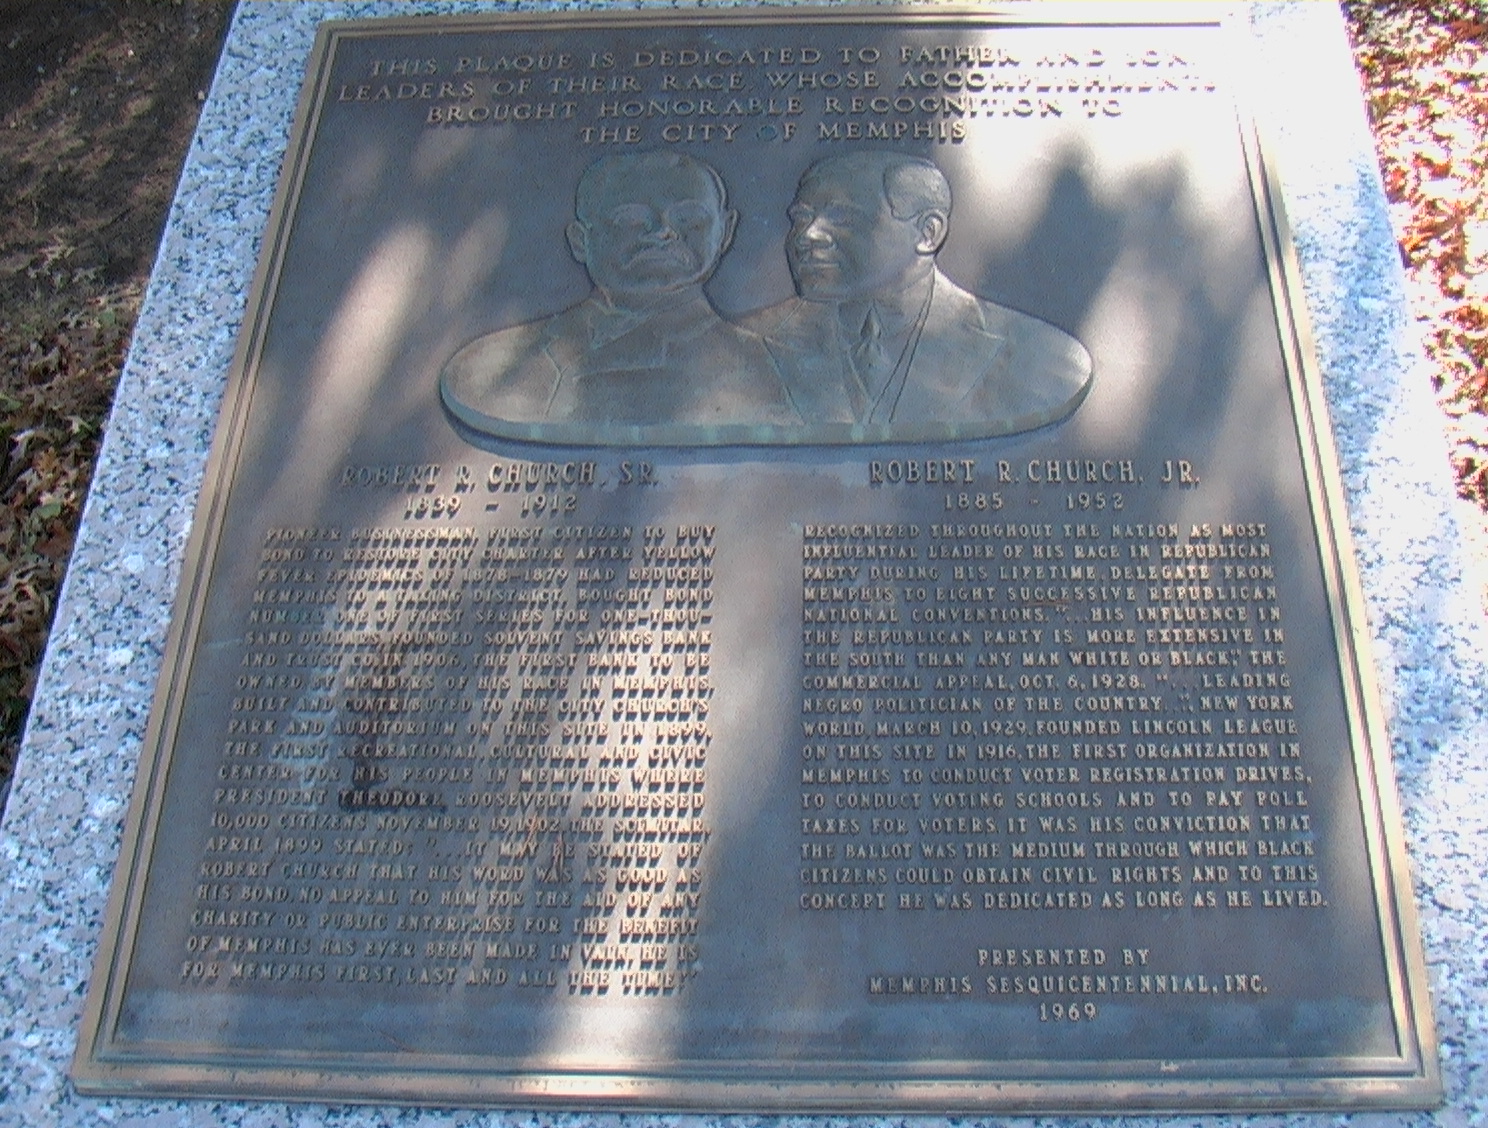 THIS PLAQUE IS DEDICATED TO FATHER AND SON,
LEADERS OF THEIR RACE WHOSE ACCOMPLISHMENTS
BROUGHT HONORABLE RECOGNITION TO
THE CITY OF MEMPHIS
ROBERT R. CHURCH, SR.
1839 - 1912
PIONEER BUSINESSMAN, FIRST CITIZEN TO BUY
BOND TO RESTORE CITY CHARTER AFTER YELLOW
FEVER EPIDEMICS OF 1878-1879 HAD REDUCED
MEMPHIS TO A TAXING DISTRICT, BOUGHT BOND
NUMBER ONE OF FIRST SERIES FOR ONE THOU-
SAND DOLLARS. FOUNDED SOLVENT SAVINGS BANK
AND TRUST CO. IN 1906, THE FIRST BANK TO BE
OWNED BY MEMBERS OF HIS RACE IN MEMPHIS,
BUILT AND CONTRIBUTED TO THE CITY CHURCH'S
PARK AND AUDITORIUM ON THIS SITE IN 1899,
THE FIRST RECREATIONAL, CULTURAL AND CIVIC
CENTER FOR HIS PEOPLE IN MEMPHIS WHERE
PRESIDENT THEODORE ROOSEVELT ADDRESSED
10,000 CITIZENS NOVEMBER 19, 1902. THE SCIMITAR,
APRIL 1899 STATED: "...IT MAY BE STATED OF
ROBERT CHURCH THAT HIS WORD WAS AS GOOD AS
HIS BOND. NO APPEAL TO HIM FOR THE AID OF ANY
CHARITY OR PUBLIC ENTERPRISE FOR THE BENEFIT
OF MEMPHIS HAS EVER BEEN MADE IN VAIN. HE IS
FOR MEMPHIS FIRST, LAST AND ALL THE TIME."
ROBERT R. CHURCH, JR.
1885 - 1952
RECOGNIZED THROUGHOUT THE NATION AS MOST
INFLUENTIAL LEADER OF HIS RACE IN REPUBLICAN
PARTY DURING HIS LIFETIME, DELEGATE FROM
MEMPHIS TO EIGHT SUCCESSIVE REPUBLICAN
NATIONAL CONVENTIONS. "...HIS INFLUENCE IN
THE REPUBLICAN PARTY IS MORE EXTENSIVE IN
THE SOUTH THAN ANY MAN WHITE OR BLACK," THE
COMMERCIAL APPEAL, OCT. 6, 1928. "... LEADING
NEGRO POLITICIAN OF THE COUNTRY...", NEW YORK
WORLD, MARCH 10, 1929. FOUNDED LINCOLN LEAGUE
ON THIS SITE IN 1916, THE FIRST ORGANIZATION IN
MEMPHIS TO CONDUCT VOTER REGISTRATION DRIVES,
TO CONDUCT VOTING SCHOOLS AND TO PAY POLL
TAXES FOR VOTERS. IT WAS HIS CONVICTION THAT
THE BALLOT WAS THE MEDIUM THROUGH WHICH BLACK
CITIZENS COULD OBTAIN CIVIL RIGHTS AND TO THIS
CONCEPT HE WAS DEDICATED AS LONG AS HE LIVED.
PRESENTED BY
MEMPHIS SESQUICENTENNIAL, INC.
1969